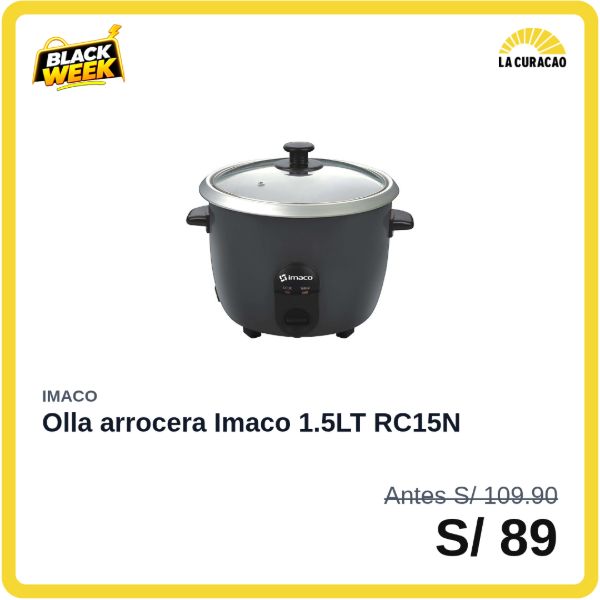 BLACK
WEEK
LA CURACAO
imaco
IMACO
Olla arrocera Imaco 1.5LT RC15N
Antes S/ 109.90
S/ 89